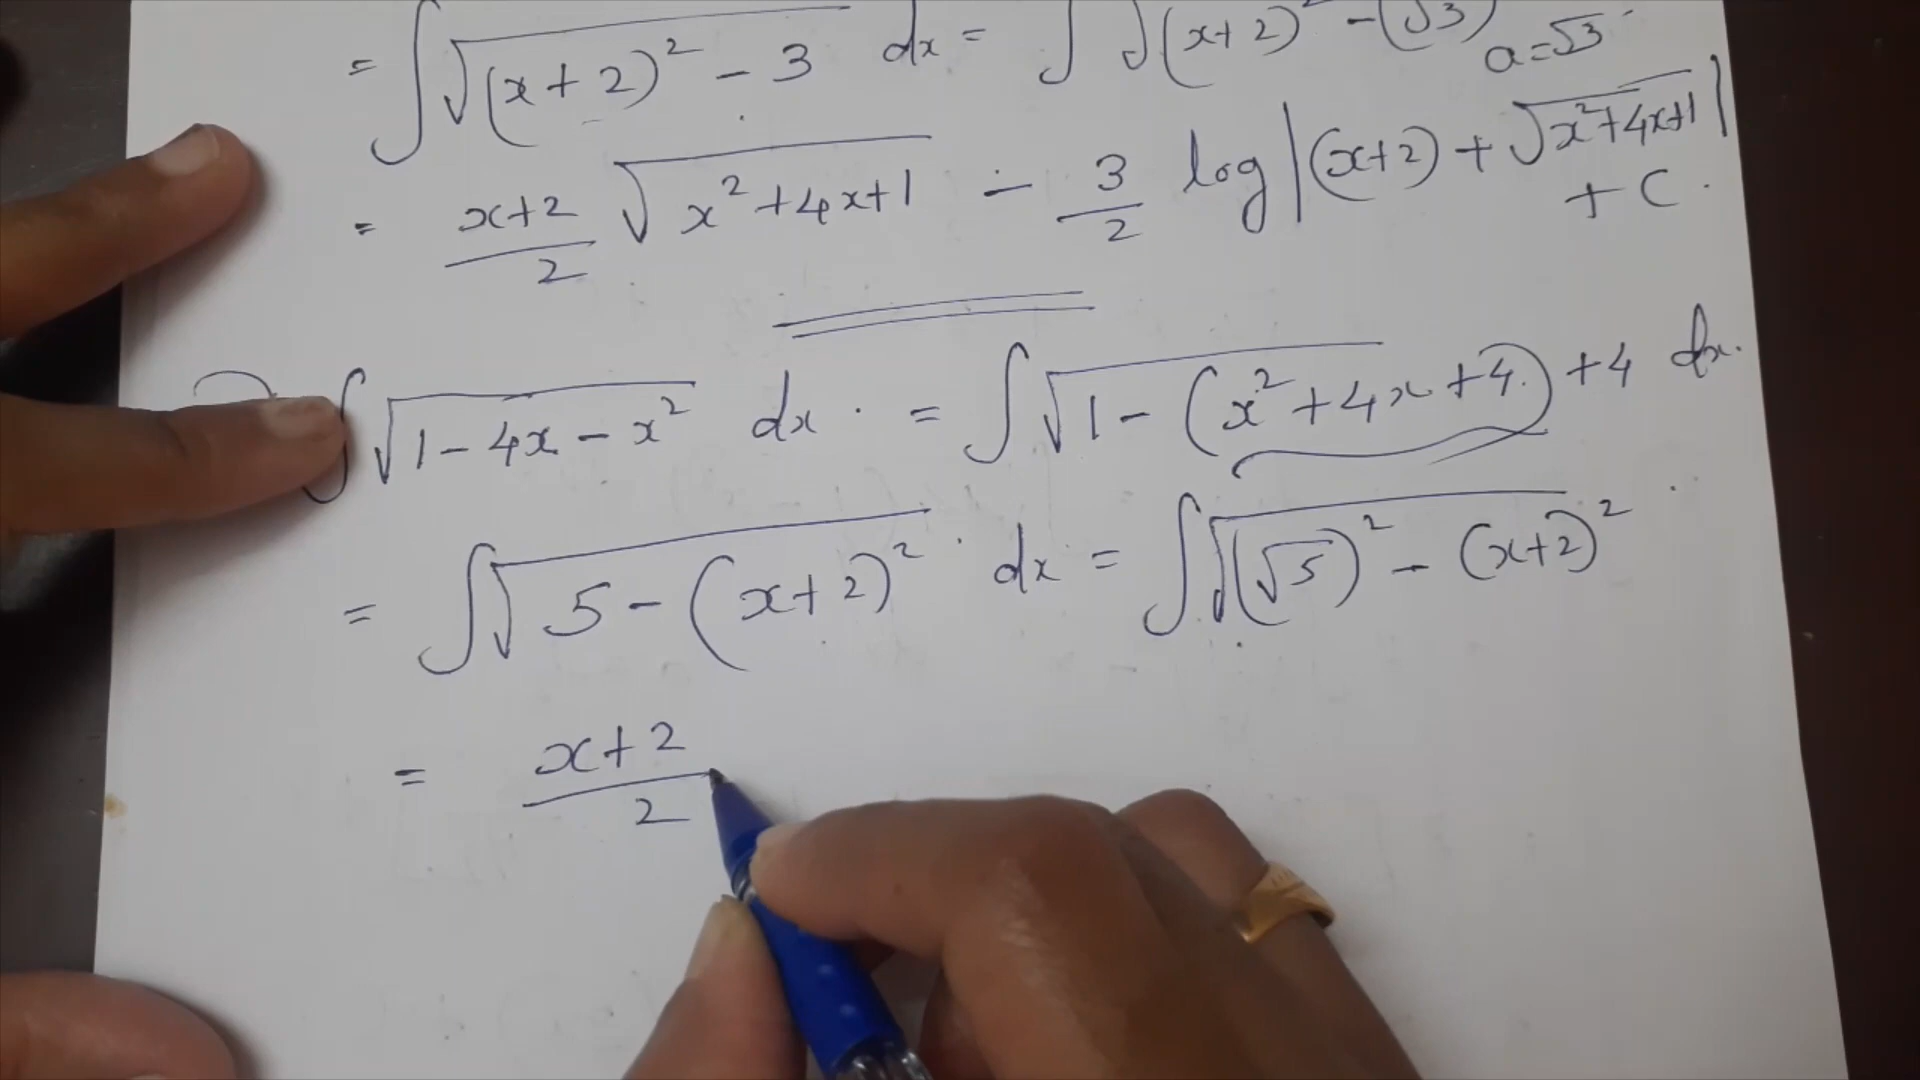 = ∫ √(x+2)² - 3 dx = ∫ √(x+2)² - (√3)
a = √3
= x+2/2 √x²+4x+1 - 3/2 log |(x+2) + √x²+4x+1| + C.
∫ √1-4x-x² dx. = ∫ √1-(x²+4x+4)+4 dx.
= ∫ √5-(x+2)² dx = ∫ √(√5)² - (x+2)²
= x+2/2